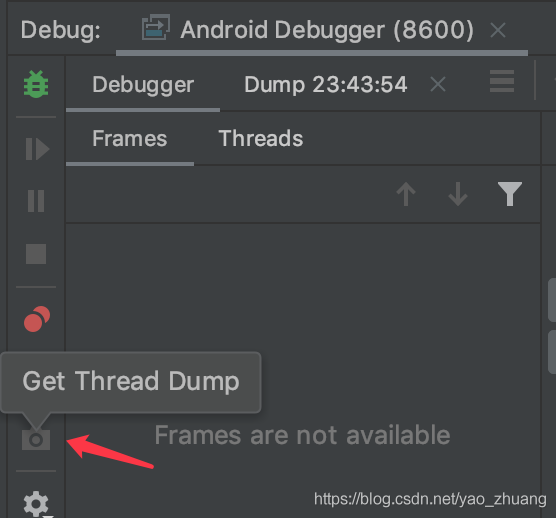 Debug: Android Debugger (8600)
Debugger Dump 23:43:54
Frames Threads
Get Thread Dump
Frames are not available
https://blog.csdn.net/yao_zhuang